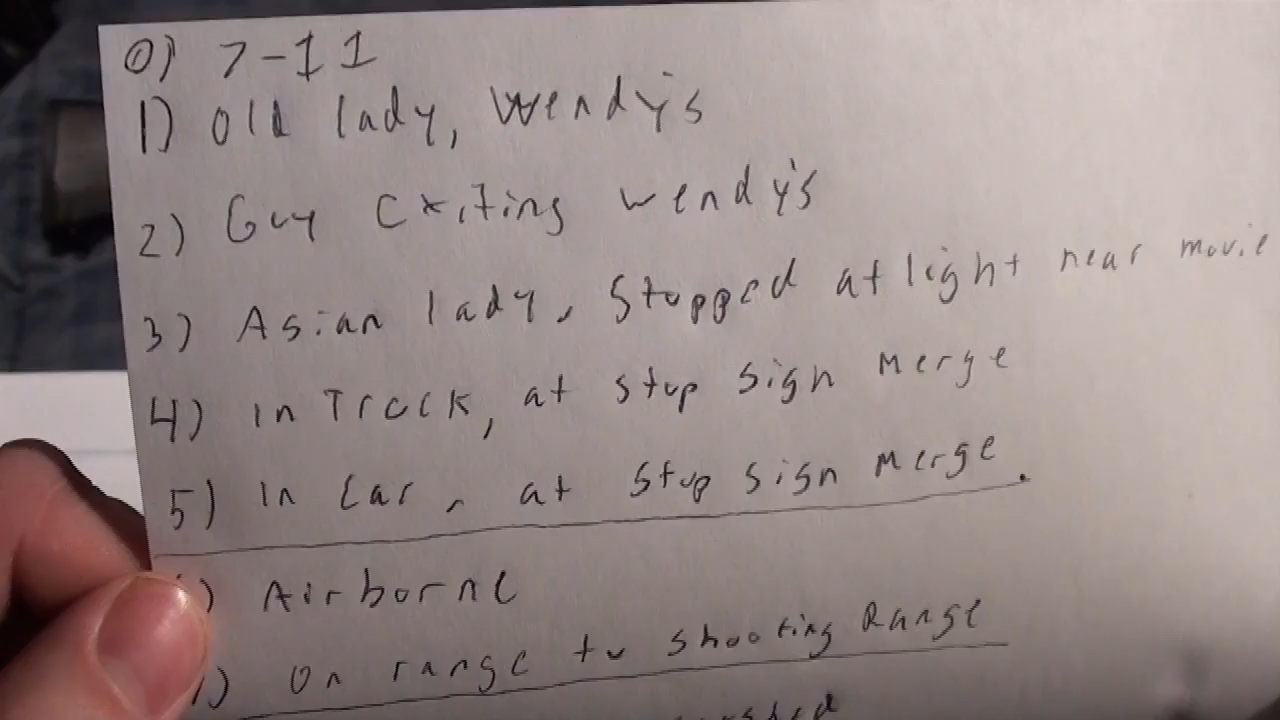 0) 7-11
1) Old lady, Wendy's
2) Guy Exiting Wendy's
3) Asian lady, Stopped at light near movie
4) In Truck, at Stop Sign Merge
5) In Car, at Stop Sign Merge.
) Airborne
) On range to Shooting Range